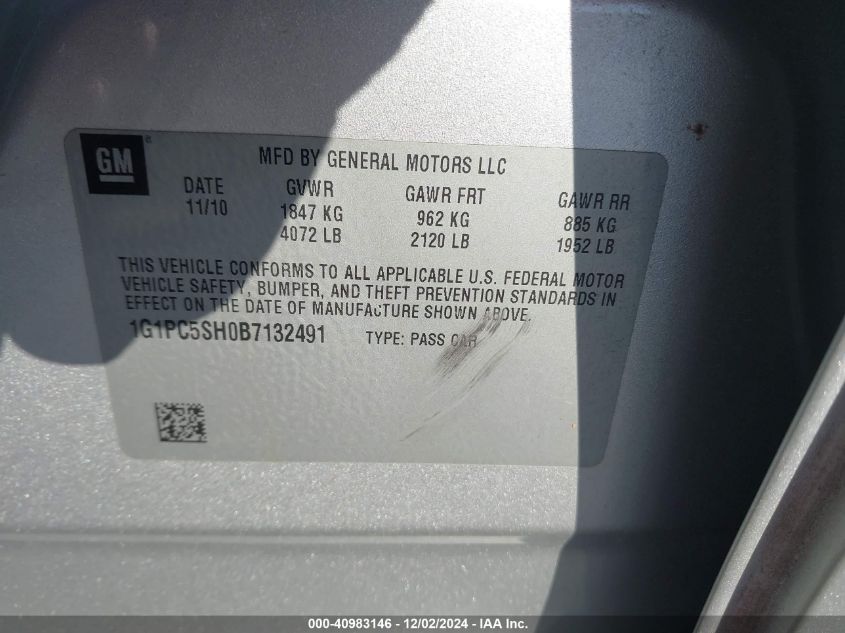 GM
®
MFD BY GENERAL MOTORS LLC
DATE GVWR GAWR FRT GAWR RR
11/10 1847 KG 962 KG 885 KG
4072 LB 2120 LB 1952 LB
THIS VEHICLE CONFORMS TO ALL APPLICABLE U.S. FEDERAL MOTOR
VEHICLE SAFETY, BUMPER, AND THEFT PREVENTION STANDARDS IN
EFFECT ON THE DATE OF MANUFACTURE SHOWN ABOVE.
1G1PC5SH0B7132491 TYPE: PASS CAR
000-40983146 - 12/02/2024 - IAA Inc.